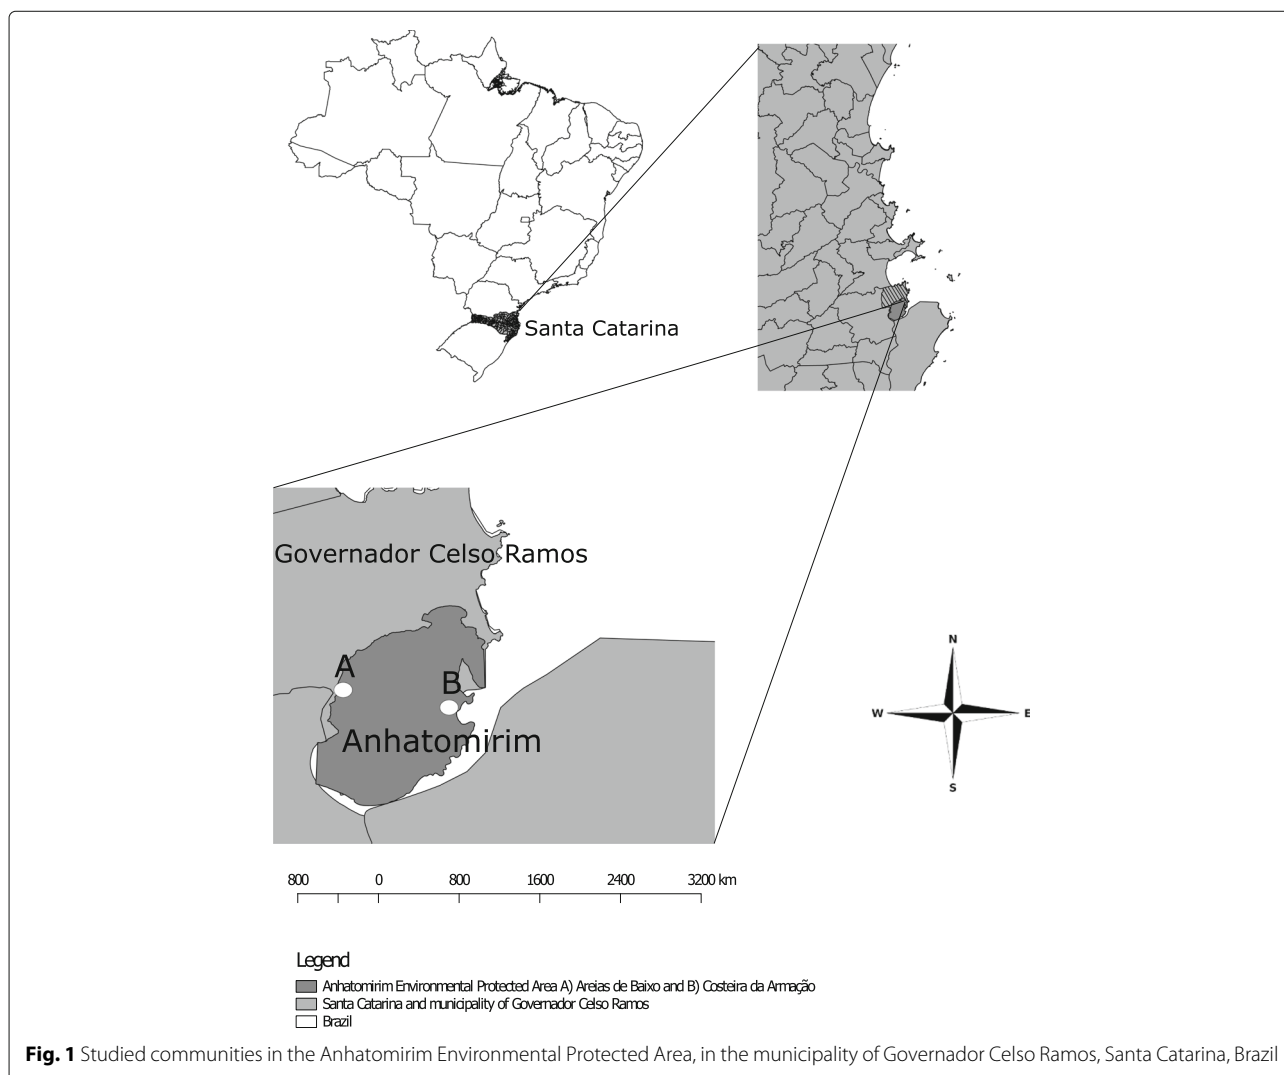 Santa Catarina
Governador Celso Ramos
A
B
Anhatomirim
N
W
E
S
800 0 800 1600 2400 3200 km
Legend
Anhatomirim Environmental Protected Area A) Areias de Baixo and B) Costeira da Armação
Santa Catarina and municipality of Governador Celso Ramos
Brazil
Fig. 1 Studied communities in the Anhatomirim Environmental Protected Area, in the municipality of Governador Celso Ramos, Santa Catarina, Brazil